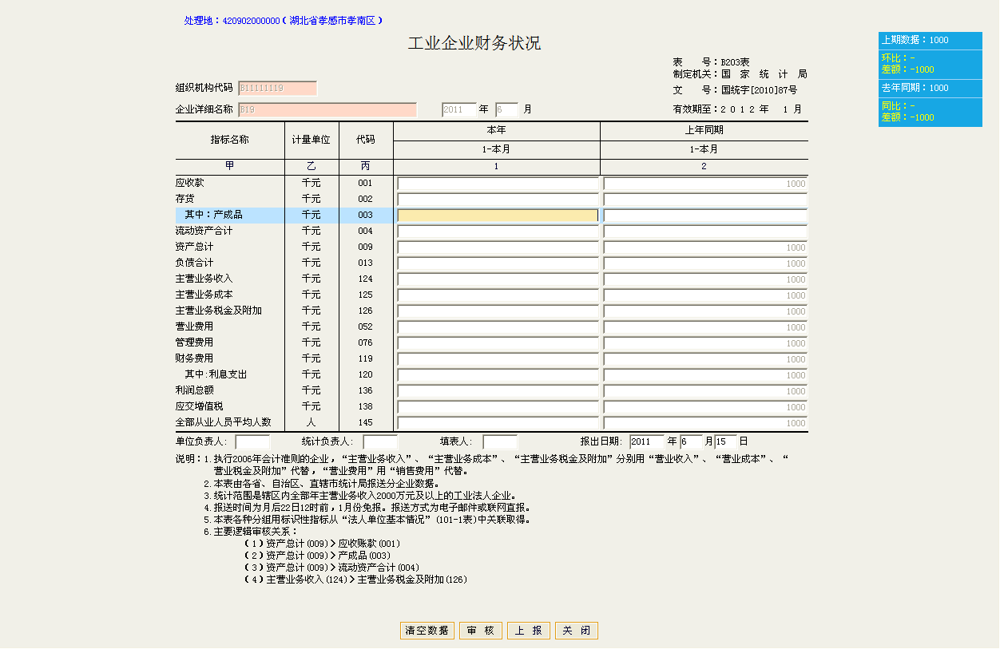 处理地：420902000000(湖北省孝感市孝南区)
工业企业财务状况
上期数据：1000
环比：-
差额：-1000
去年同期：1000
同比：-
差额：-1000
表 号：B203表
制定机关：国 家 统 计 局
组织机构代码 B11111119
文 号：国统字[2010]87号
企业详细名称 B19 2011 年 6 月 有效期至：2 0 1 2 年 1 月
指标名称 计量单位 代码 本年 上年同期
1-本月 1-本月
甲 乙 丙 1 2
应收款 千元 001 1000
存货 千元 002
其中：产成品 千元 003
流动资产合计 千元 004
资产总计 千元 009 1000
负债合计 千元 013 1000
主营业务收入 千元 124 1000
主营业务成本 千元 125 1000
主营业务税金及附加 千元 126 1000
营业费用 千元 052 1000
管理费用 千元 076 1000
财务费用 千元 119 1000
其中:利息支出 千元 120 1000
利润总额 千元 136 1000
应交增值税 千元 138 1000
全部从业人员平均人数 人 145 1000
单位负责人： 统计负责人： 填表人： 报出日期： 2011 年 6 月 15 日
说明：1.执行2006年会计准则的企业，“主营业务收入”、“主营业务成本”、“主营业务税金及附加”分别用“营业收入”、“营业成本”、“
营业税金及附加”代替，“营业费用”用“销售费用”代替。
2.本表由各省、自治区、直辖市统计局报送分企业数据。
3.统计范围是辖区内全部年主营业务收入2000万元及以上的工业法人企业。
4.报送时间为月后22日12时前，1月份免报。报送方式为电子邮件或联网直报。
5.本表各种分组用标识性指标从“法人单位基本情况”(101-1表)中关联取得。
6.主要逻辑审核关系：
(1)资产总计(009)>应收账款(001)
(2)资产总计(009)>产成品(003)
(3)资产总计(009)>流动资产合计(004)
(4)主营业务收入(124)>主营业务税金及附加(126)
清空数据 审 核 上 报 关 闭